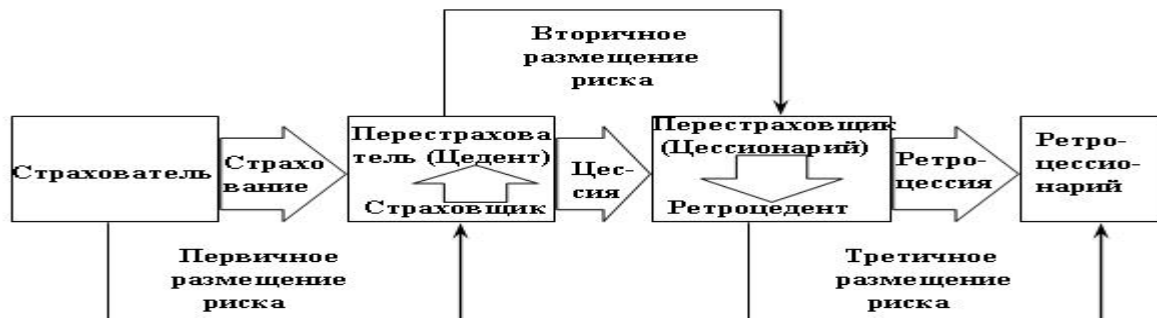 Вторичное
размещение
риска
Страхователь
Страхо
вание
Перестрахова
тель (Цедент)
Страховщик
Цес-
сия
Перестраховщик
(Цессионарий)
Ретроцедент
Ретро-
цессия
Ретро-
цессио-
нарий
Первичное
размещение
риска
Третичное
размещение
риска